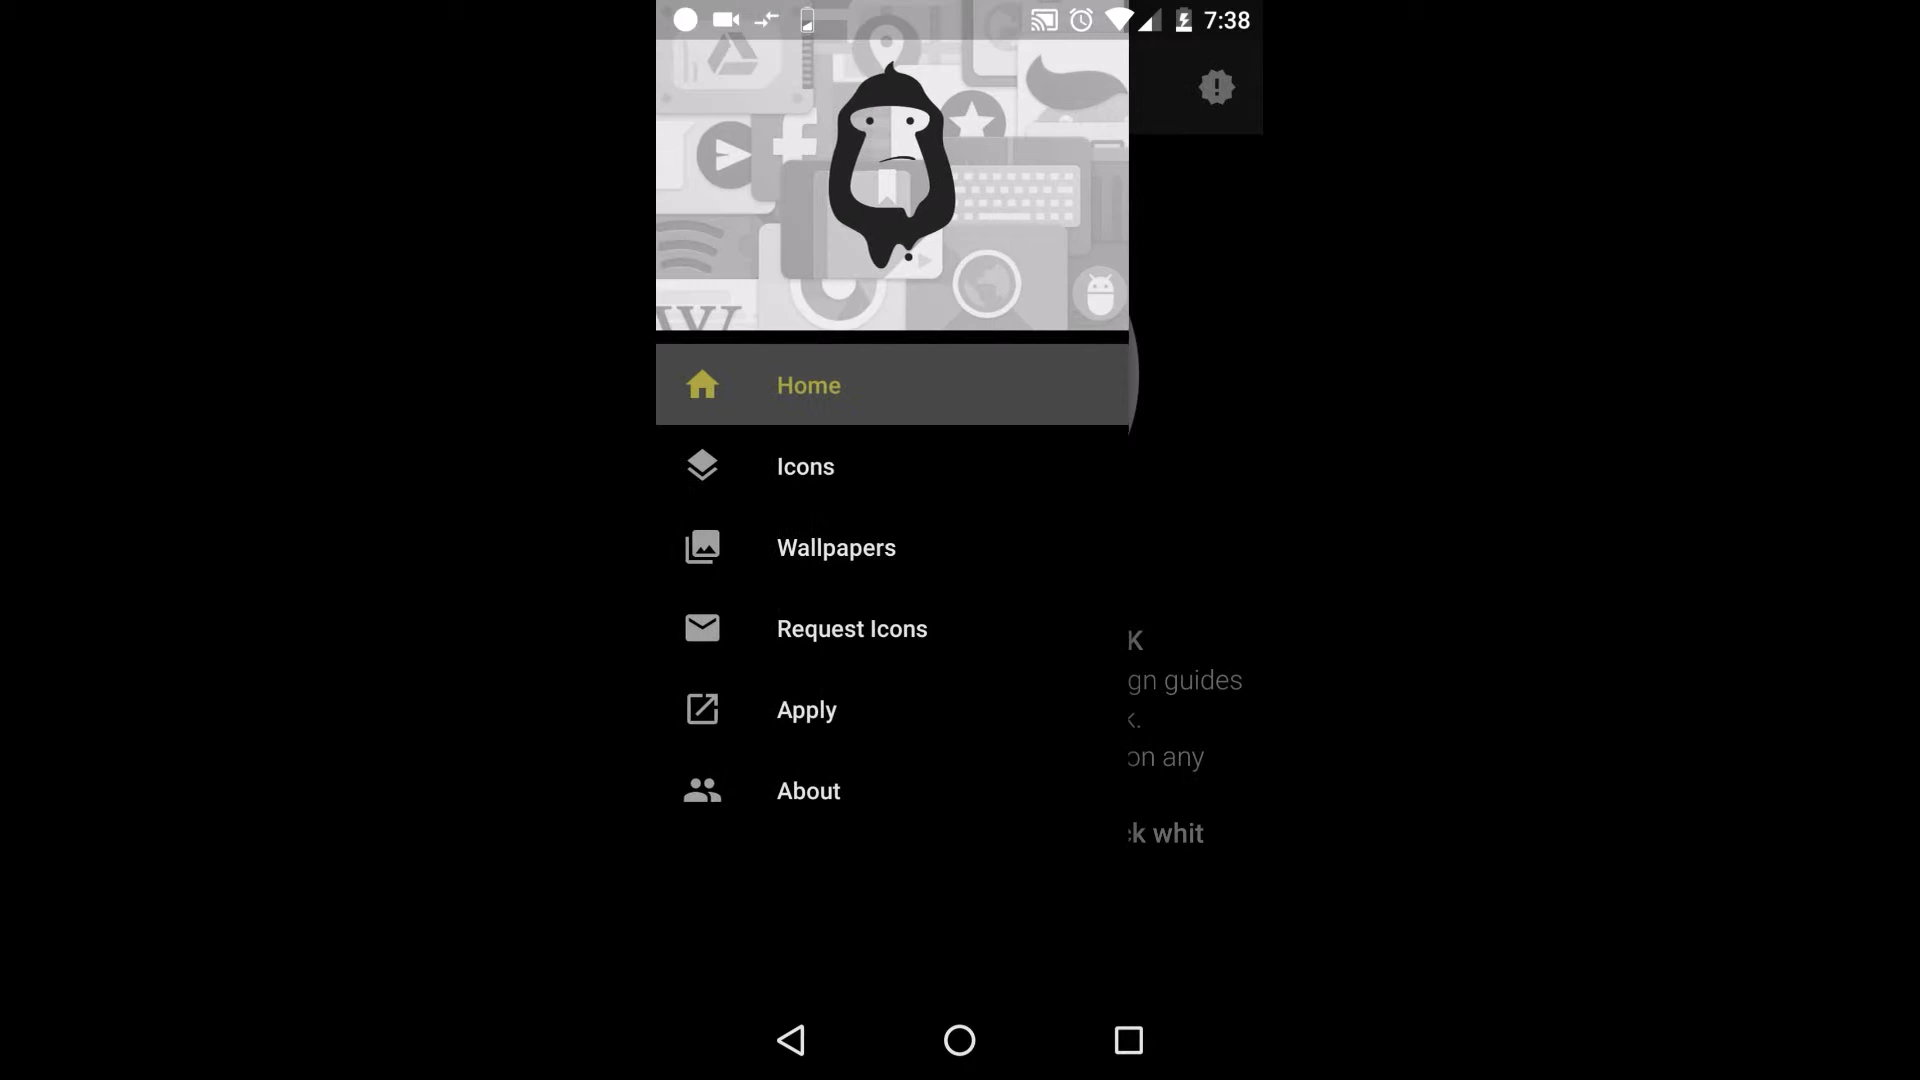 7:38
W
Home
Icons
Wallpapers
Request Icons
Apply
About
K
gn guides
k.
on any
k whit